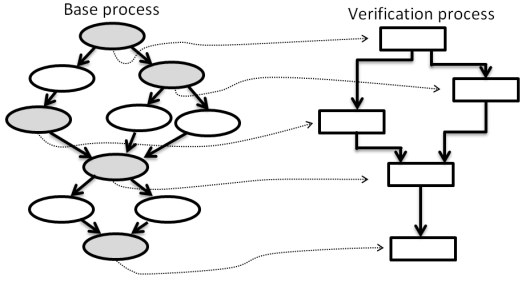 Base process
Verification process